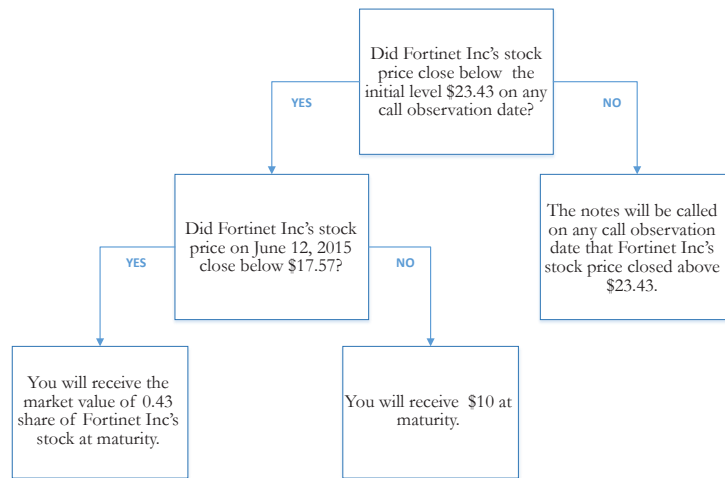 Did Fortinet Inc's stock
price close below the
initial level $23.43 on any
call observation date?
YES
NO
Did Fortinet Inc's stock
price on June 12, 2015
close below $17.57?
The notes will be called
on any call observation
date that Fortinet Inc's
stock price closed above
$23.43.
YES
NO
You will receive the
market value of 0.43
share of Fortinet Inc's
stock at maturity.
You will receive $10 at
maturity.